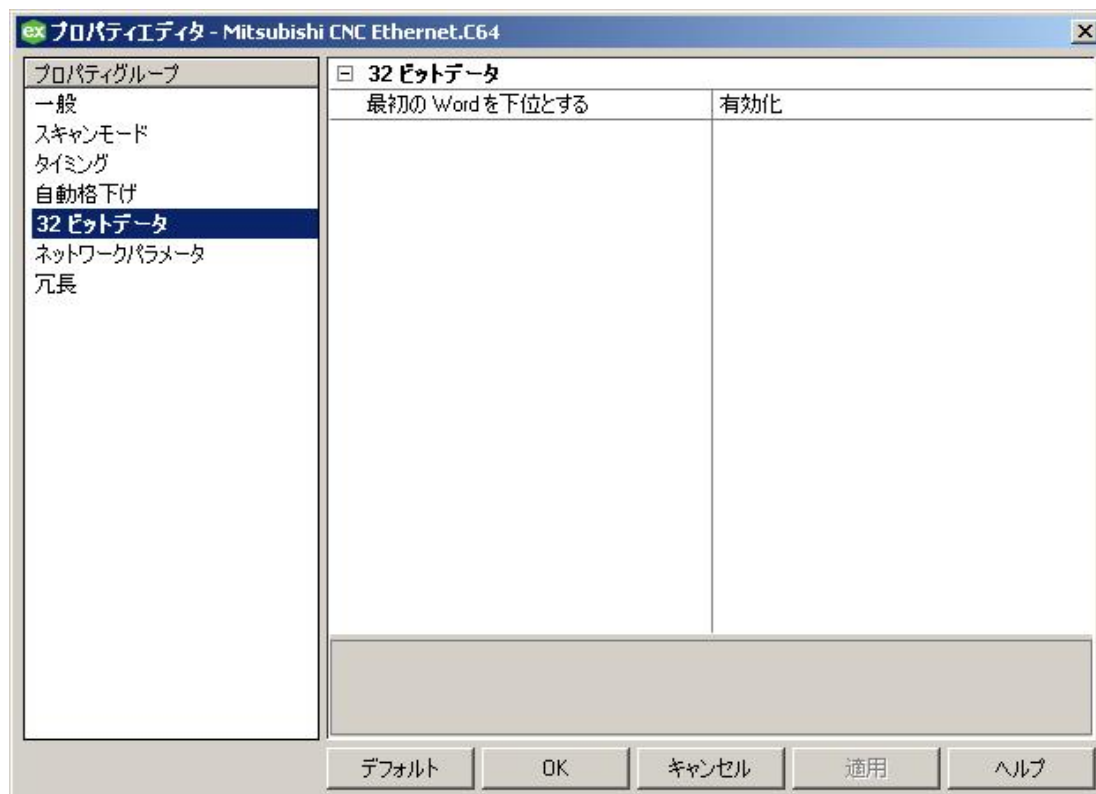 ex プロパティエディタ - Mitsubishi CNC Ethernet.C64
プロパティグループ
一般
スキャンモード
タイミング
自動格下げ
32 ビットデータ
ネットワークパラメータ
冗長
32 ビットデータ
最初の Word を下位とする 有効化
デフォルト OK キャンセル 適用 ヘルプ